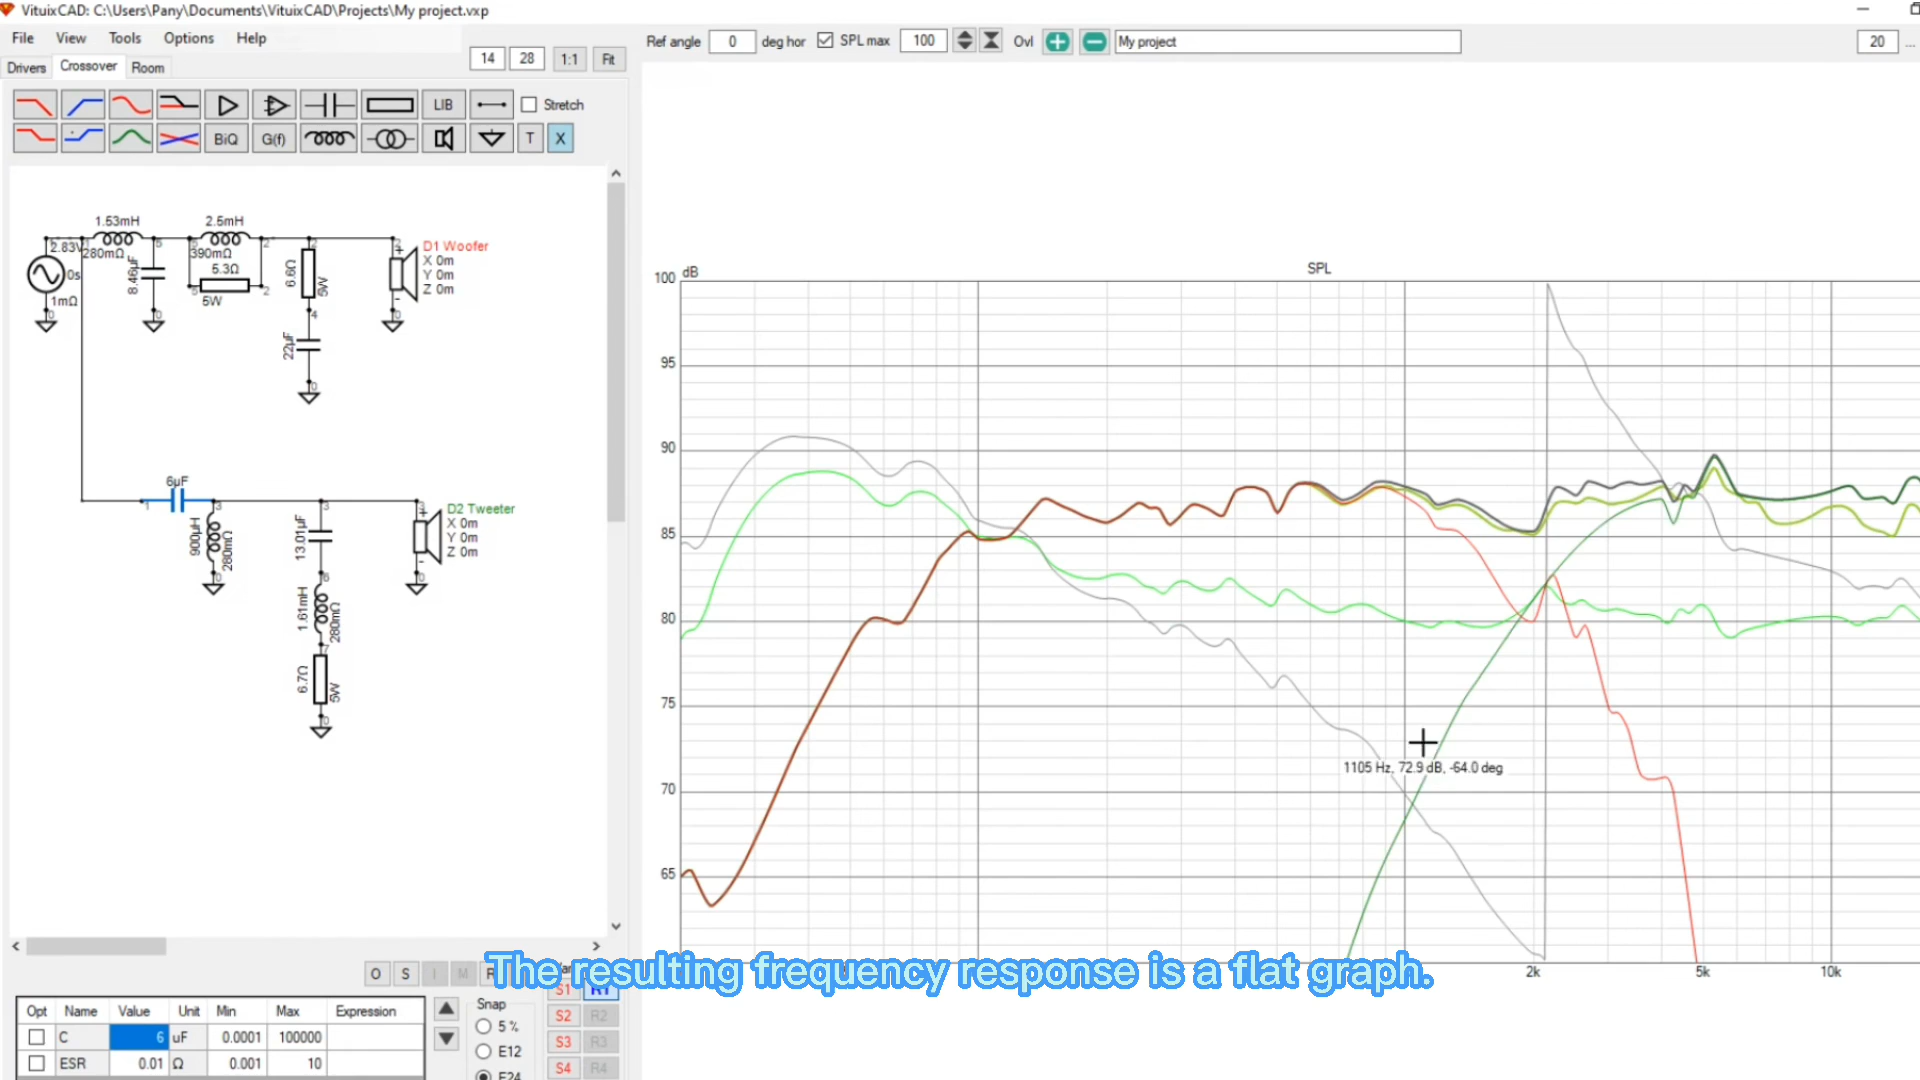 VituixCAD: C:\Users\Pany\Documents\VituixCAD\Projects\My project.vxp
File View Tools Options Help
Drivers Crossover Room
14 28 1:1 Fit
Ref angle 0 deg hor SPL max 100 Ovl My project 20 ...
LIB Stretch
BiQ G(f) T X
1.53mH 2.5mH
2.83V 280mΩ 390mΩ
8.46µF
5.3Ω
5W
0s
1mΩ
6.6Ω
5W
22µF
D1 Woofer
X 0m
Y 0m
Z 0m
6µF
900µH
280mΩ
13.01µF
1.61mH
280mΩ
6.7Ω
5W
D2 Tweeter
X 0m
Y 0m
Z 0m
SPL
dB
100
95
90
85
80
75
70
65
1105 Hz, 72.9 dB, -64.0 deg
2k 5k 10k
The resulting frequency response is a flat graph.
O S I M R
Opt Name Value Unit Min Max Expression
C 6 uF 0.0001 100000
ESR 0.01 Ω 0.001 10
Snap
5 %
E12
E24
S1 R1
S2 R2
S3 R3
S4 R4